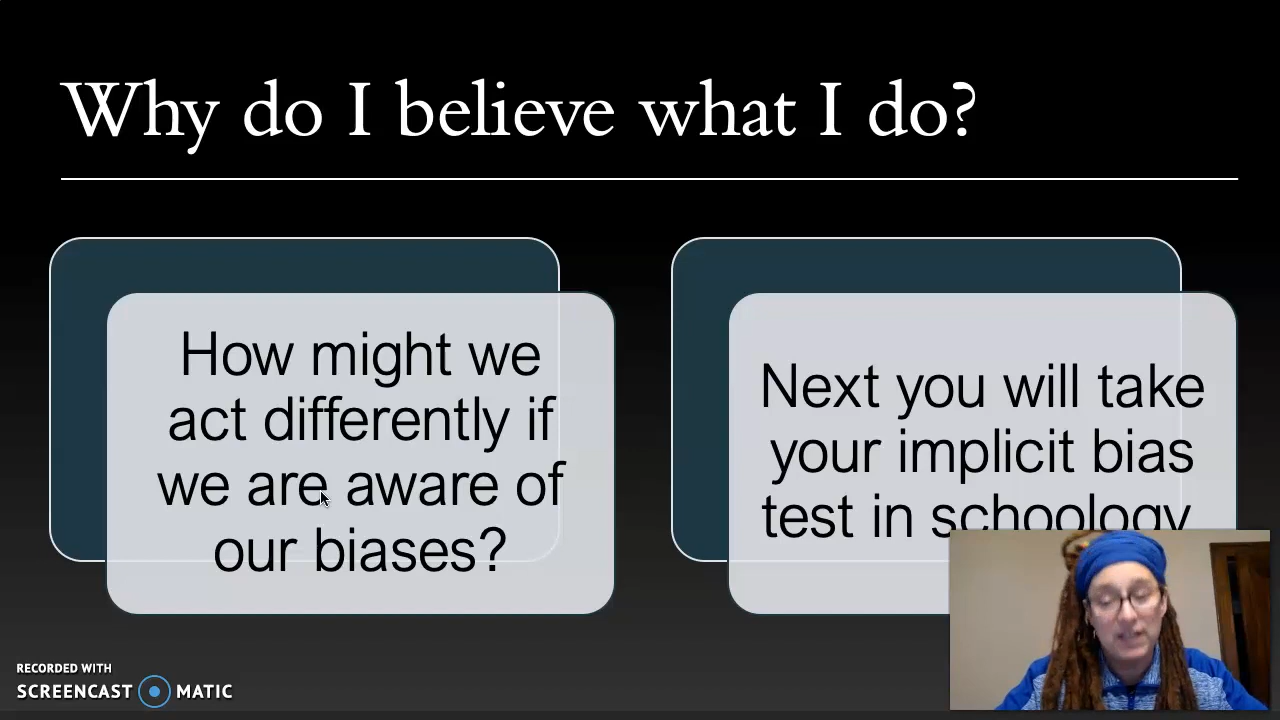 Why do I believe what I do?
How might we
act differently if
we are aware of
our biases?
Next you will take
your implicit bias
test in schoology
RECORDED WITH
SCREENCAST MATIC